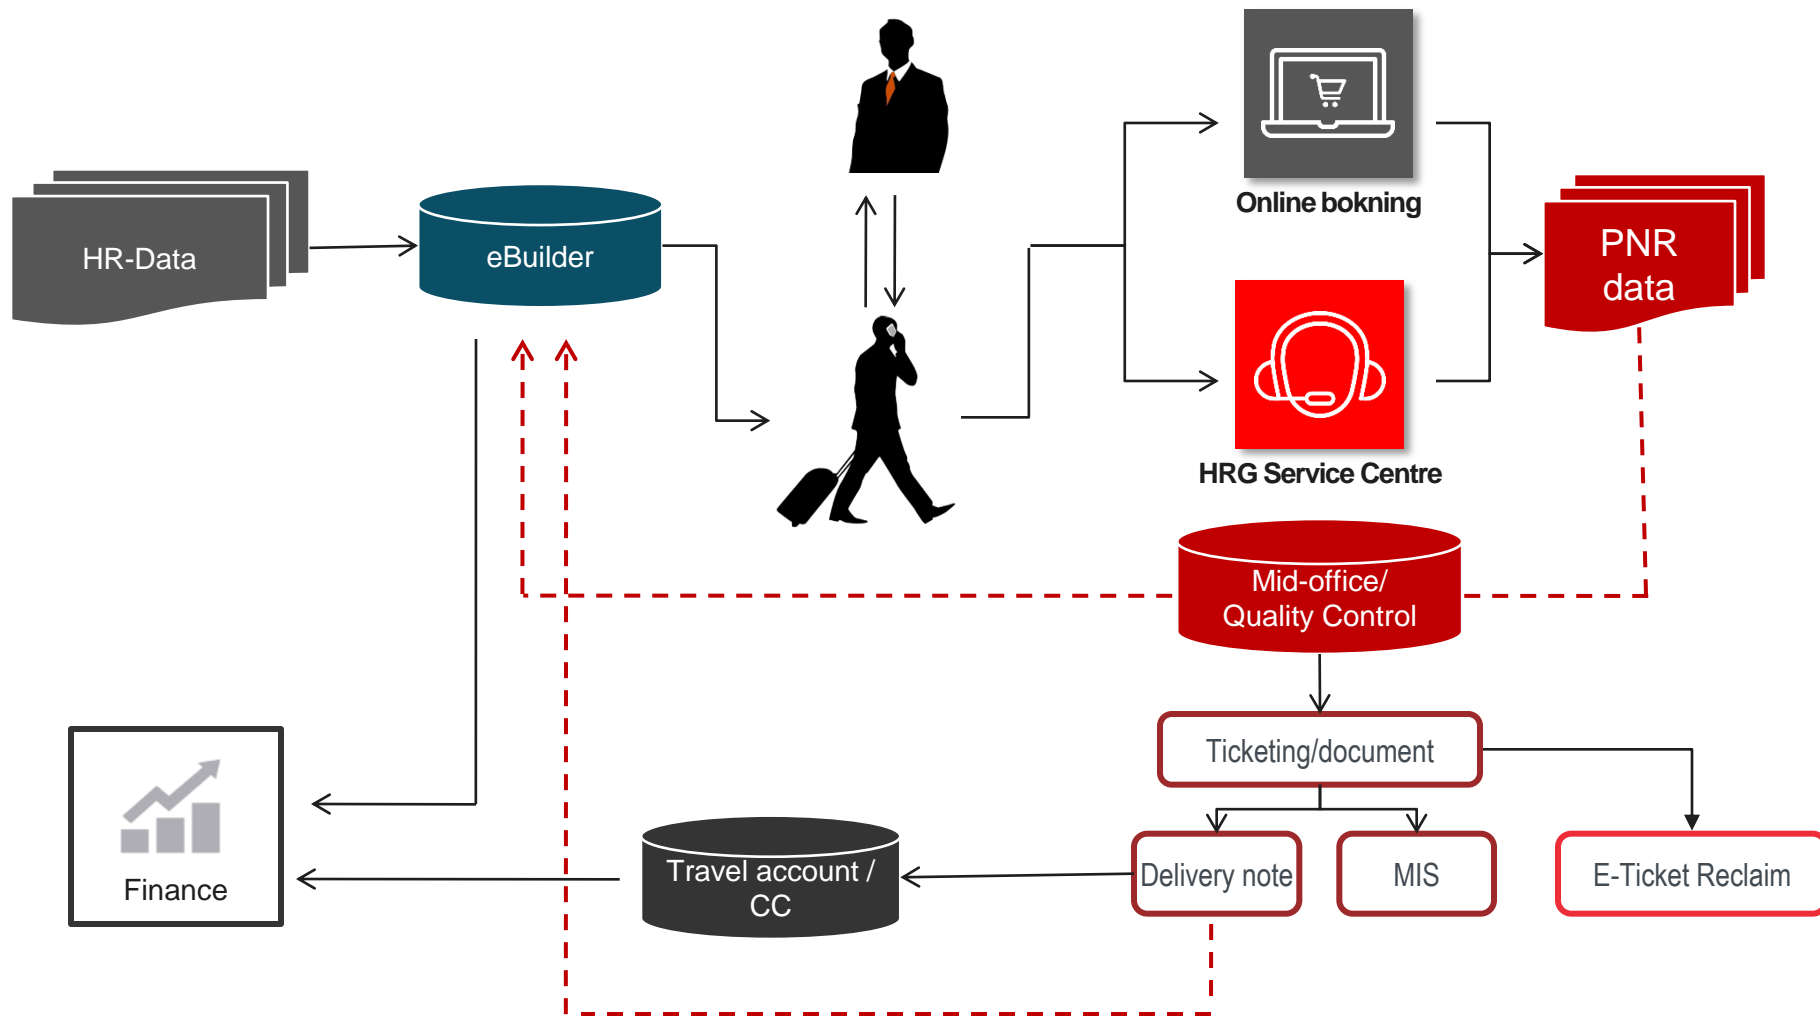 Online bokning
HR-Data
eBuilder
PNR
data
HRG Service Centre
Mid-office/
Quality Control
Ticketing/document
Finance
Travel account /
CC
Delivery note
MIS
E-Ticket Reclaim